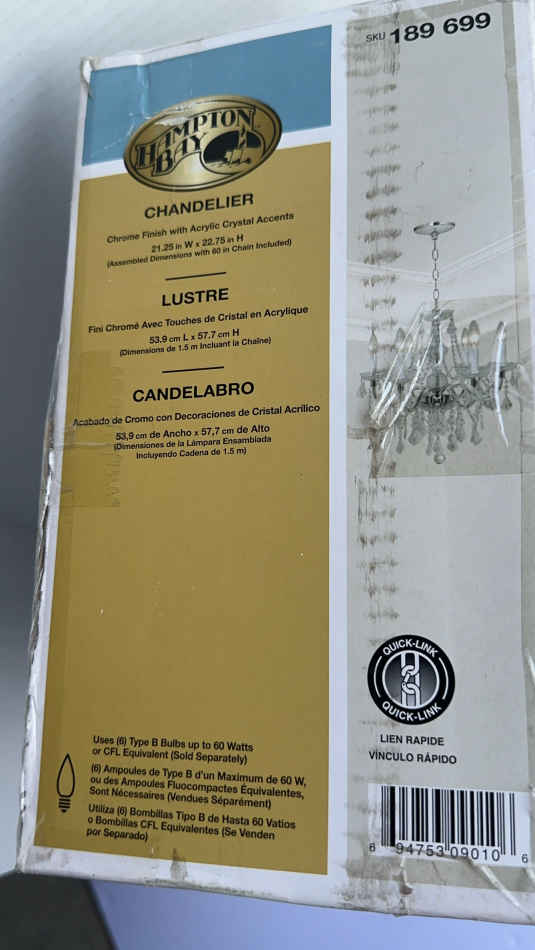 SKU 189 699
HAMPTON
BAY
CHANDELIER
Chrome Finish with Acrylic Crystal Accents
21.25 in W x 22.75 in H
(Assembled Dimensions with 60 in Chain Included)
LUSTRE
Fini Chromé Avec Touches de Cristal en Acrylique
53.9 cm L x 57.7 cm H
(Dimensions de 1.5 m Incluant la Chaîne)
CANDELABRO
Acabado de Cromo con Decoraciones de Cristal Acrílico
53,9 cm de Ancho x 57,7 cm de Alto
(Dimensiones de la Lámpara Ensamblada
Incluyendo Cadena de 1.5 m)
Uses (6) Type B Bulbs up to 60 Watts
or CFL Equivalent (Sold Separately)
(6) Ampoules de Type B d'un Maximum de 60 W,
ou des Ampoules Fluocompactes Équivalentes,
Sont Nécessaires (Vendues Séparément)
Utiliza (6) Bombillas Tipo B de Hasta 60 Vatios
o Bombillas CFL Equivalentes (Se Venden
por Separado)
QUICK-LINK
QUICK-LINK
LIEN RAPIDE
VÍNCULO RÁPIDO
6 94753 09010 6